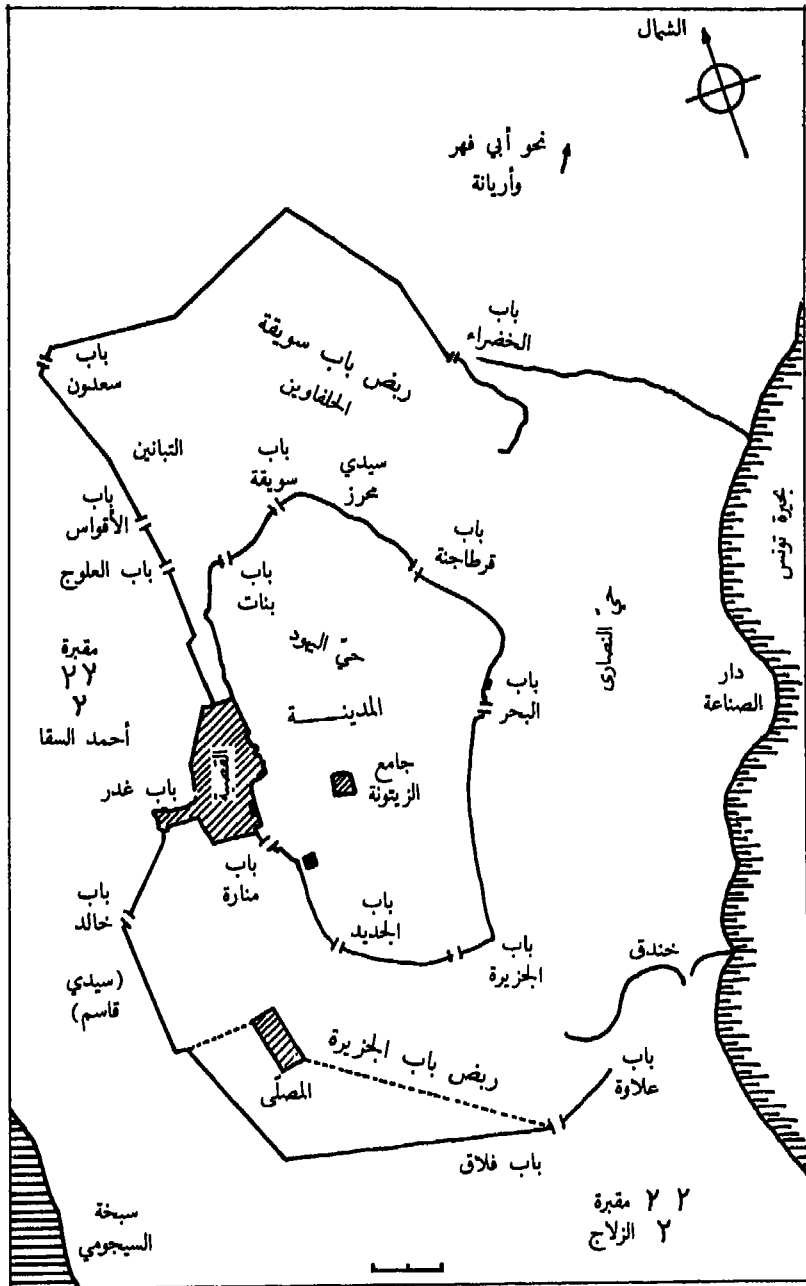 الشمال
نحو أبي فهر
وأريانة
باب
الخضراء
ربض باب سويقة
الحلفاوين
باب
سعدون
التبانين
باب
سويقة
سيدي
محرز
باب
قرطاجنة
باب
الأقواس
باب العلوج
باب
بنات
بحيرة تونس
حيّ النصارى
حيّ اليهود
مقبرة
أحمد السقا
المدينـــــة
باب
البحر
دار
الصناعة
القصبة
جامع
الزيتونة
باب غدر
باب
منارة
باب
خالد
باب
الجديد
باب
الجزيرة
خندق
(سيدي
قاسم)
ربض باب الجزيرة
المصلّى
باب
علاوة
باب فلاق
مقبرة
الزلاج
سبخة
السيجومي